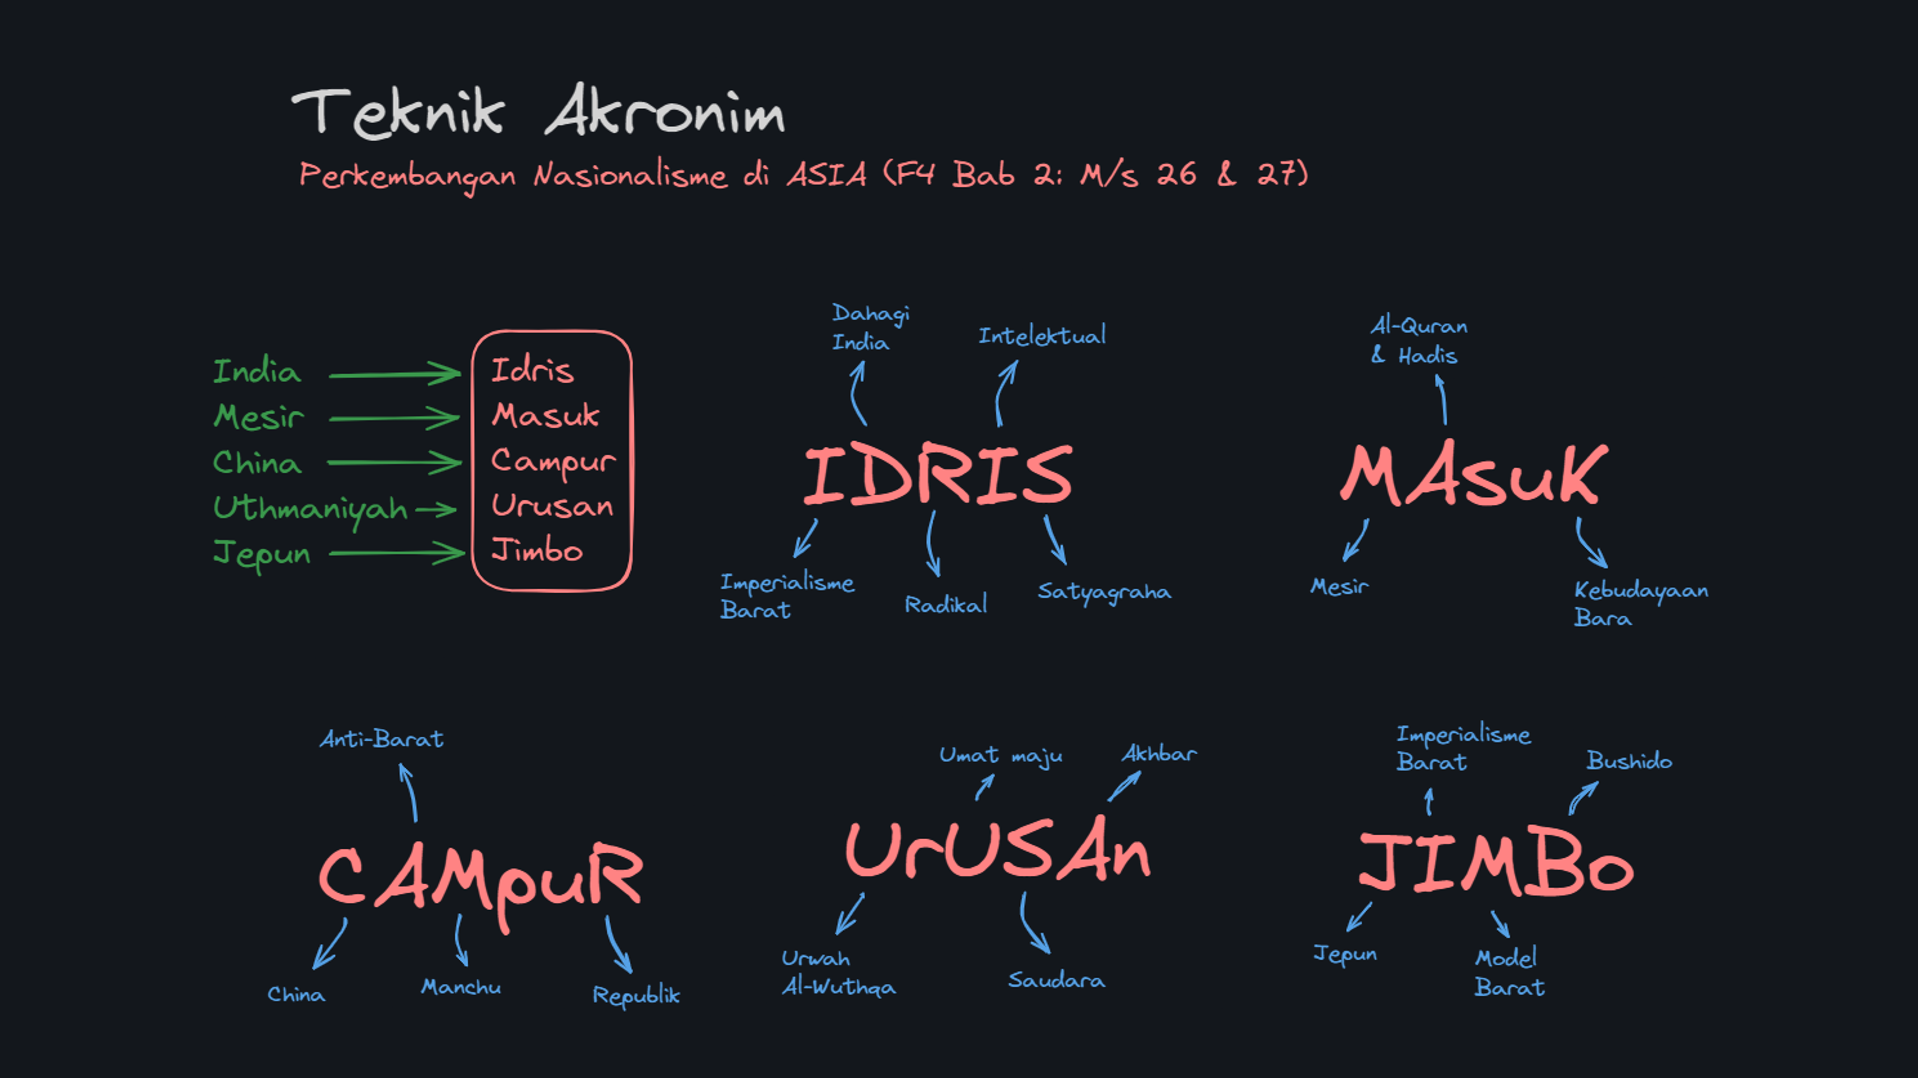 Teknik Akronim
Perkembangan Nasionalisme di ASIA (F4 Bab 2: M/s 26 & 27)
India
Idris
Mesir
Masuk
China
Campur
Uthmaniyah
Urusan
Jepun
Jimbo
Dahagi
India
Intelektual
IDRIS
Imperialisme
Barat
Radikal
Satyagraha
Al-Quran
& Hadis
MAsuK
Mesir
Kebudayaan
Bara
Anti-Barat
CAMpuR
China
Manchu
Republik
Umat maju
Akhbar
UrUSAn
Urwah
Al-Wuthqa
Saudara
Imperialisme
Barat
Bushido
JIMBo
Jepun
Model
Barat